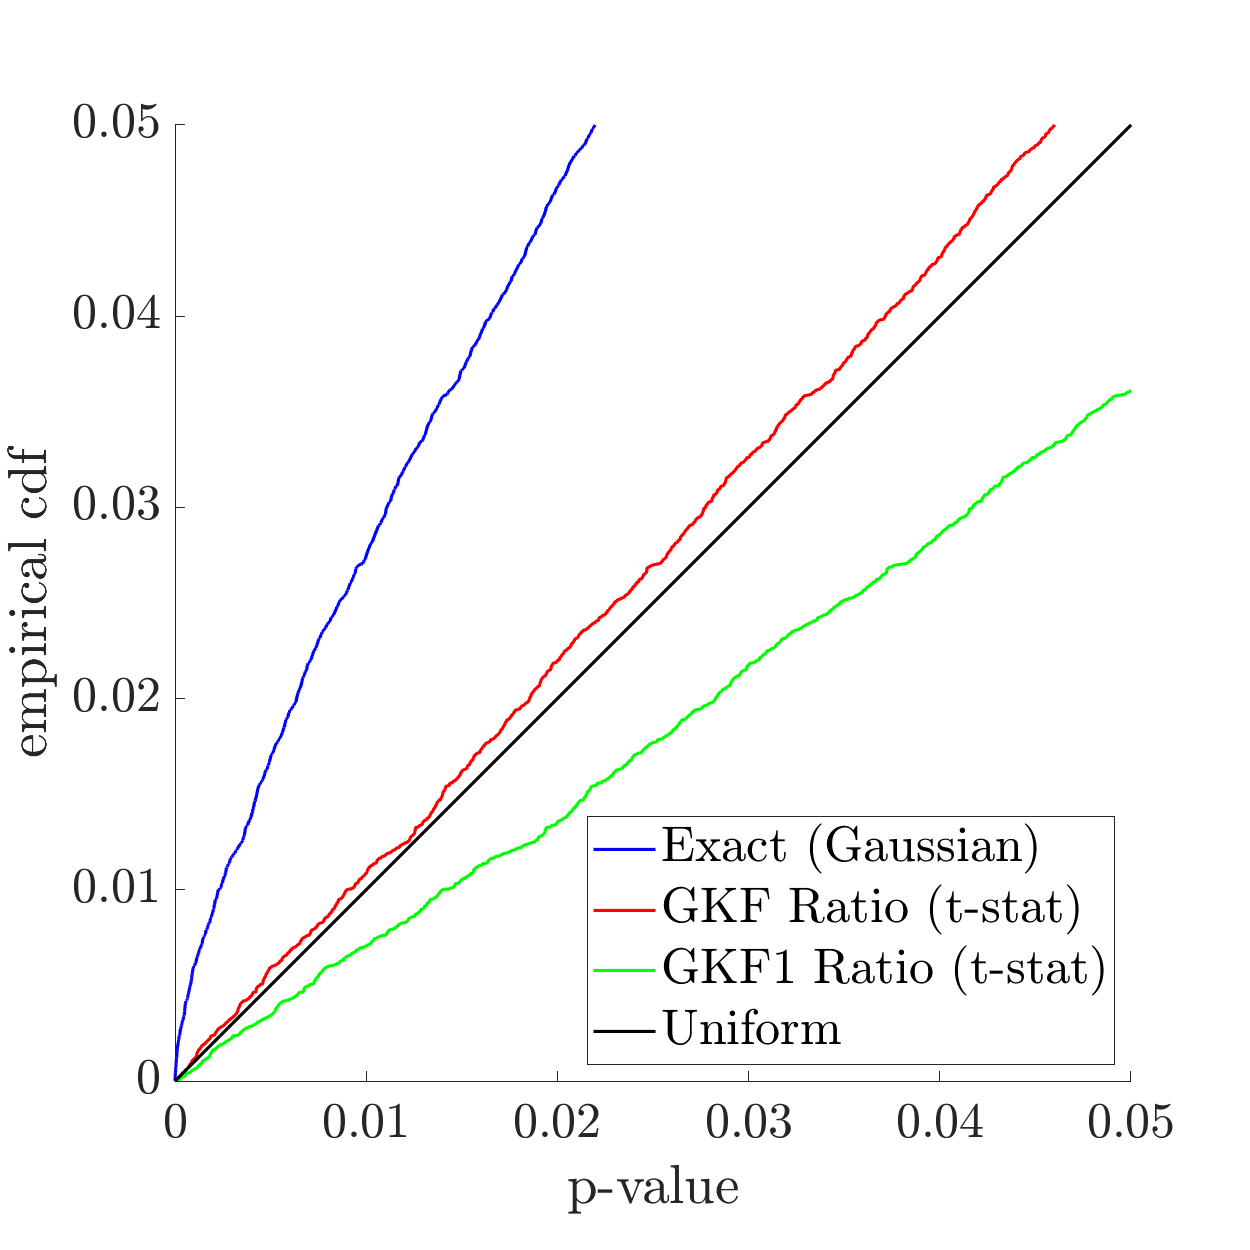 0.05
0.04
0.03
0.02
0.01
0
empirical cdf
Exact (Gaussian)
GKF Ratio (t-stat)
GKF1 Ratio (t-stat)
Uniform
0 0.01 0.02 0.03 0.04 0.05
p-value